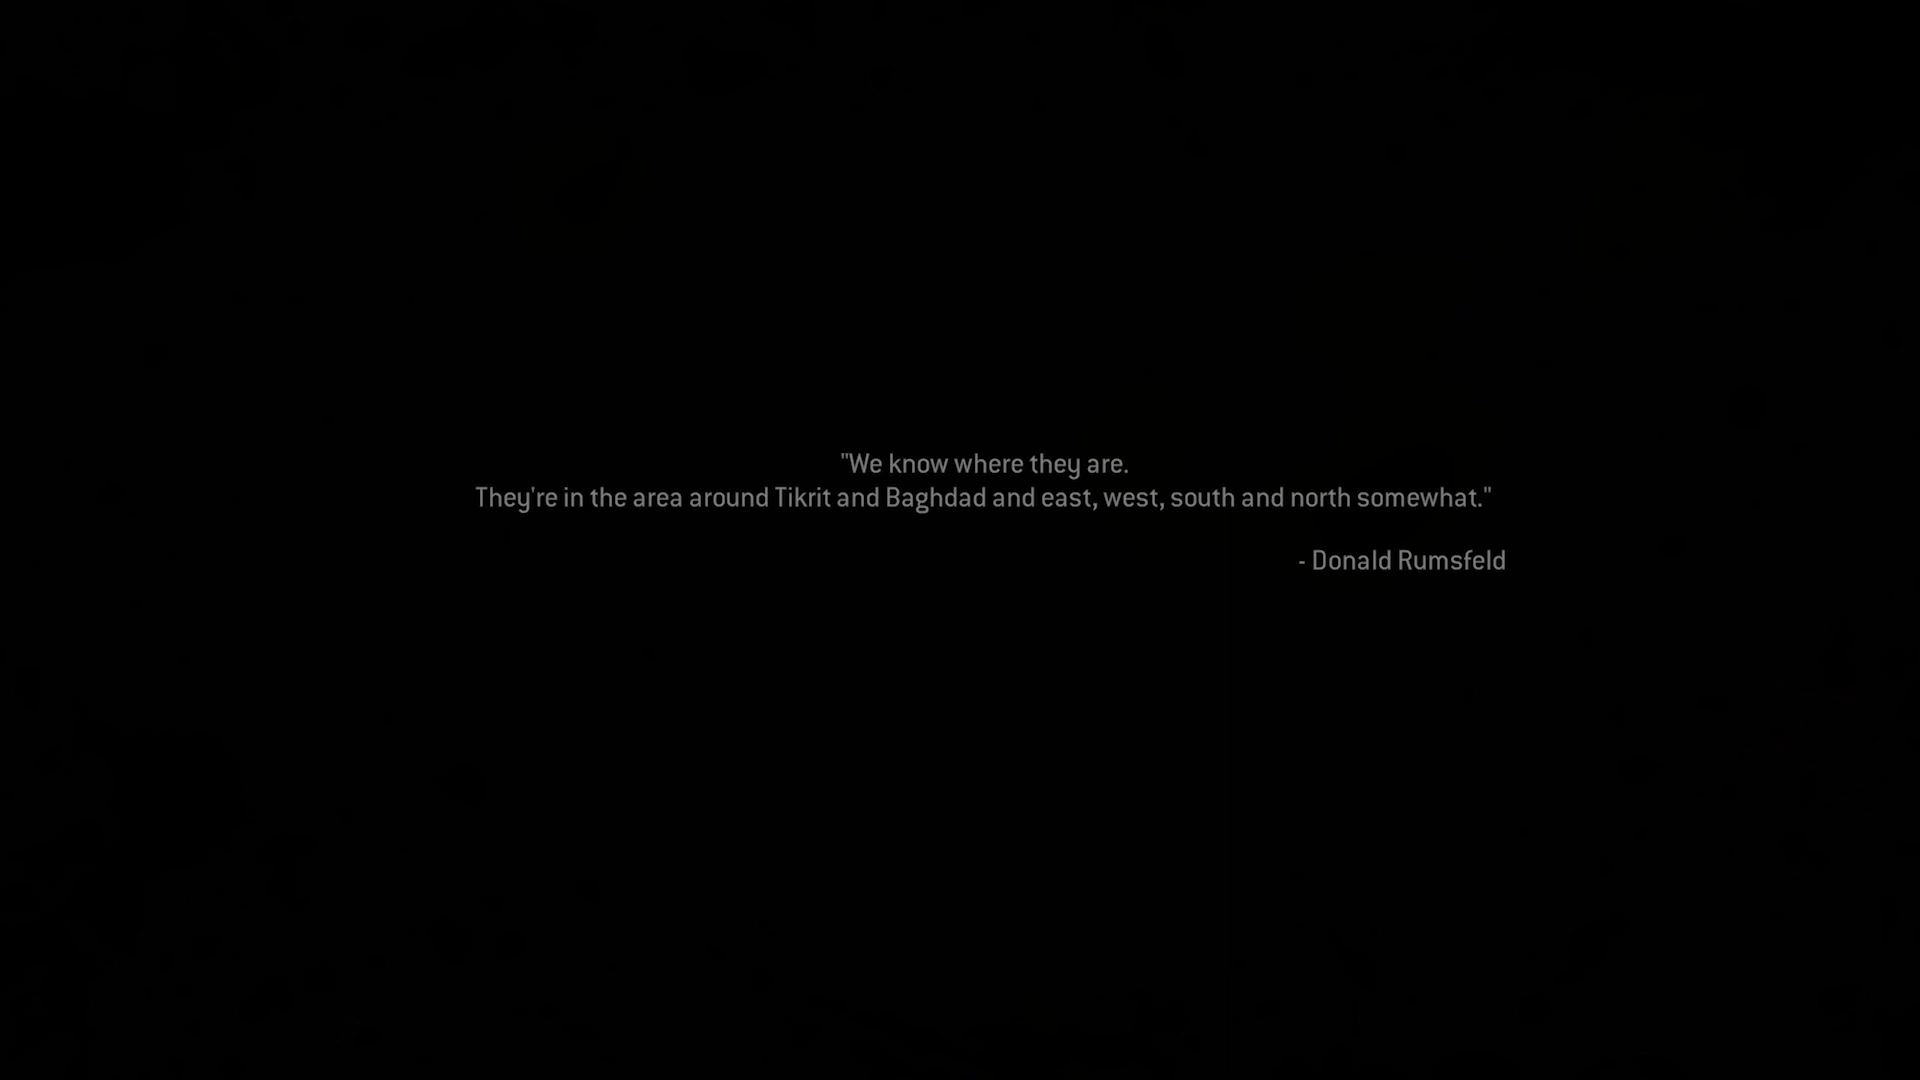 "We know where they are.
They're in the area around Tikrit and Baghdad and east, west, south and north somewhat."
- Donald Rumsfeld